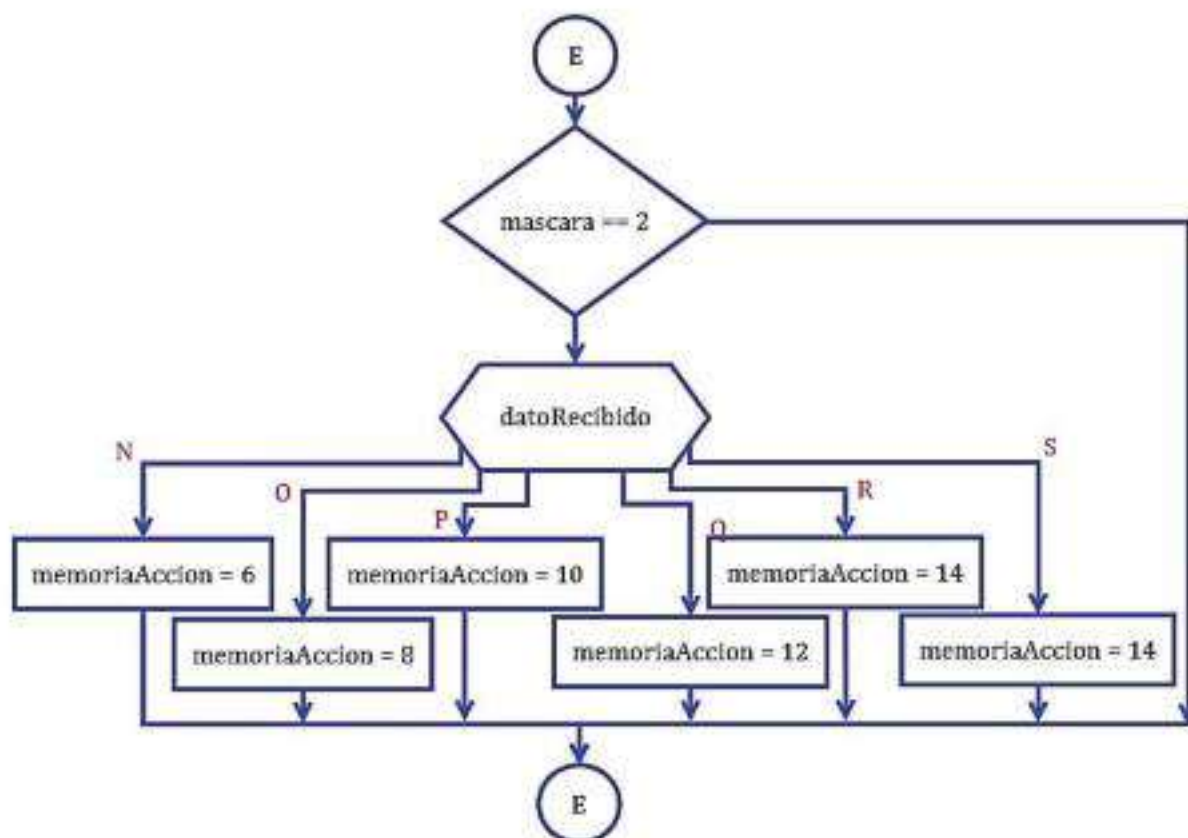 E
mascara == 2
datoRecibido
N
S
O
R
P
Q
memoriaAccion = 6
memoriaAccion = 10
memoriaAccion = 14
memoriaAccion = 8
memoriaAccion = 12
memoriaAccion = 14
E